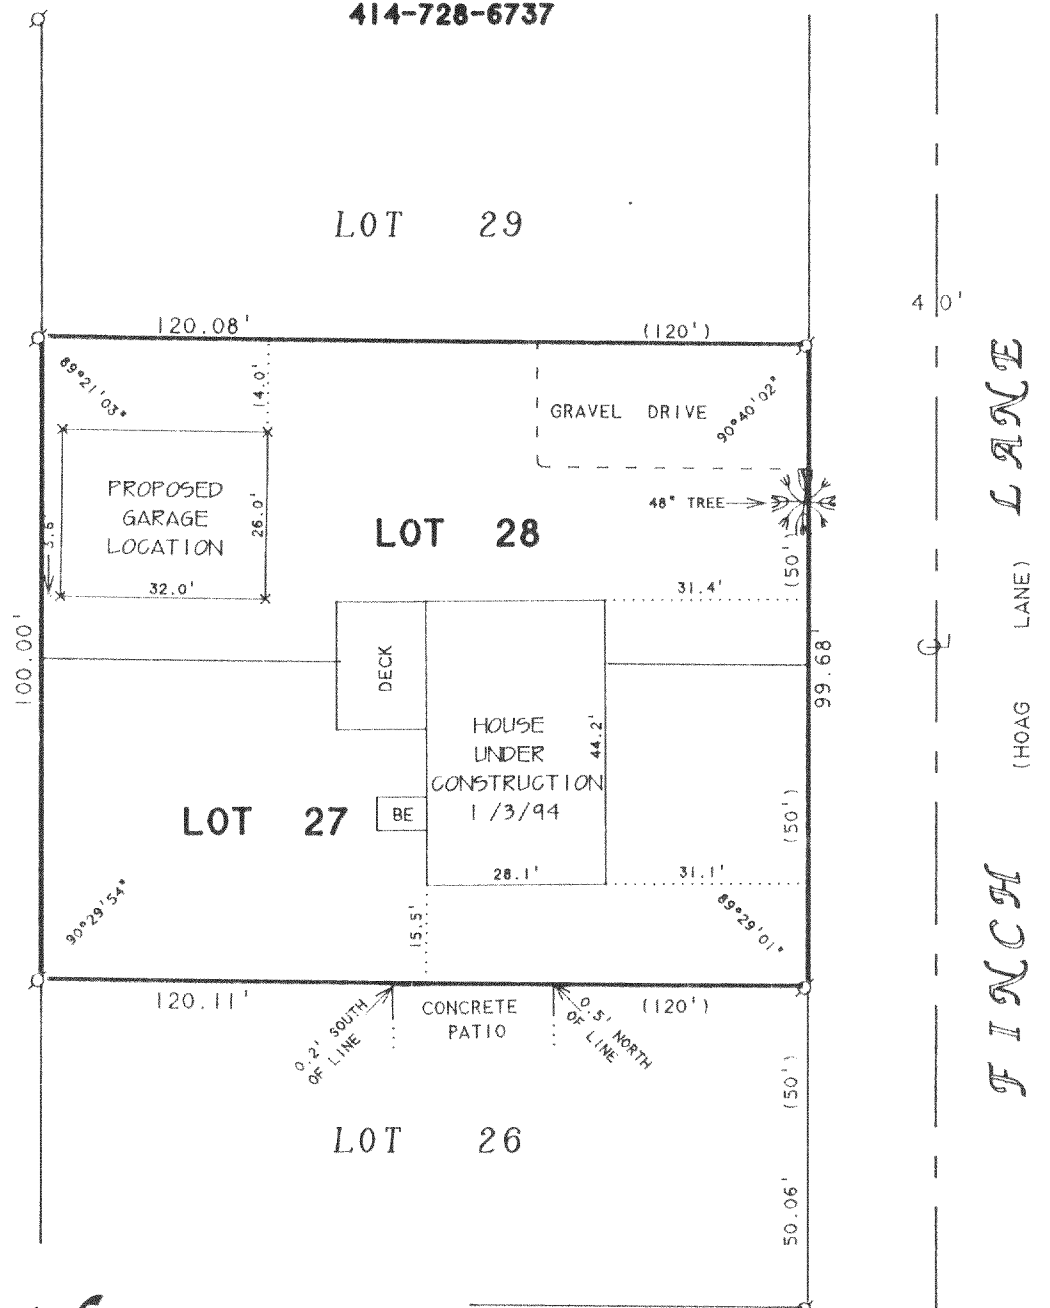 414-728-6737
LOT 29
40'
120.08'
(120')
89°21'03"
14.0'
GRAVEL DRIVE
90°40'02"
PROPOSED
GARAGE
LOCATION
26.0'
32.0'
48" TREE
LOT 28
(50')
31.4'
100.00'
DECK
99.68'
HOUSE
UNDER
CONSTRUCTION
1/3/94
44.2'
LOT 27
BE
(50')
28.1'
31.1'
90°29'54"
15.5'
89°29'01"
120.11'
(120')
0.2' SOUTH
OF LINE
CONCRETE
PATIO
0.5' NORTH
OF LINE
LOT 26
(50')
50.06'
FINCH LANE
(HOAG LANE)